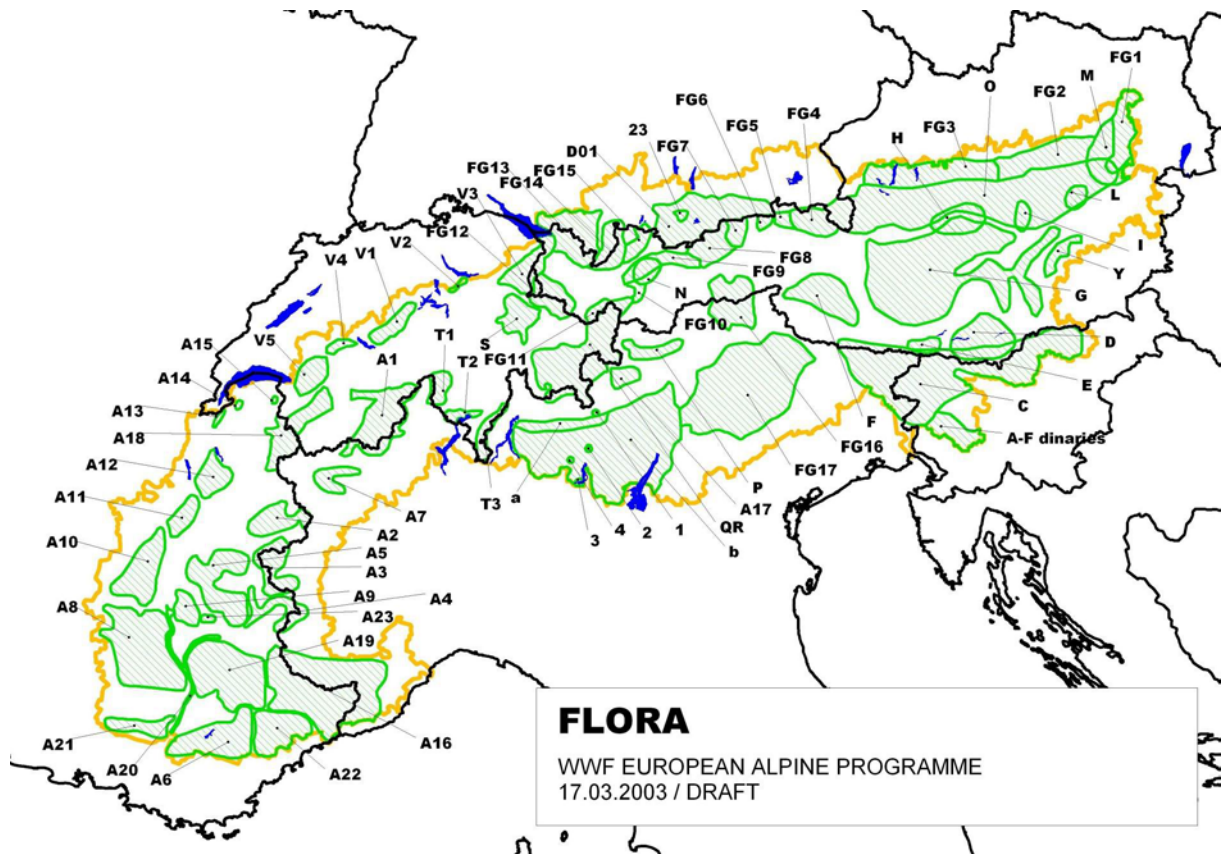 FG1
M
O
FG2
FG6
FG5
FG4
23
FG7
H
FG3
D01
FG13
FG15
FG14
V3
FG12
V2
V1
V4
L
I
Y
FG8
FG9
G
N
FG10
S
FG11
T1
T2
A1
V5
A15
A14
A13
A18
A12
A11
A10
D
E
C
F
A-F dinaries
FG16
FG17
P
A17
QR
b
1
2
4
3
a
T3
A7
A2
A5
A3
A9
A4
A23
A8
A19
A16
A21
A20
A6
A22
FLORA
WWF EUROPEAN ALPINE PROGRAMME
17.03.2003 / DRAFT